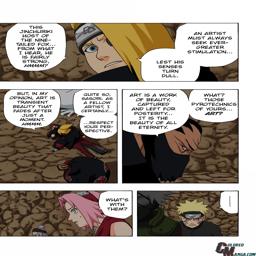 THIS
JINCHURIKI
HOST OF
THE NINE-
TAILED FOX...
FROM WHAT
I HEAR, HE
IS FAIRLY
STRONG,
HMMM?
AN ARTIST
MUST ALWAYS
SEEK EVER-
GREATER
STIMULATION...
LEST HIS
SENSES
TURN
DULL.
BUT, IN MY
OPINION, ART IS
TRANSIENT
BEAUTY THAT
FADES AFTER
JUST A
MOMENT.
HMMM.
QUITE SO,
SASORI. AS
A FELLOW
ARTIST, I
CERTAINLY...
...RESPECT
YOUR PER-
SPECTIVE.
ART IS A WORK
OF BEAUTY,
CAPTURED
AND LEFT
FOR
POSTERITY...
IT IS THE
BEAUTY OF ALL
ETERNITY.
WHAT?
THOSE
PYROTECHNICS
OF YOURS...
ART?
WHAT'S
WITH
THEM?
COLORED
MANGA.COM